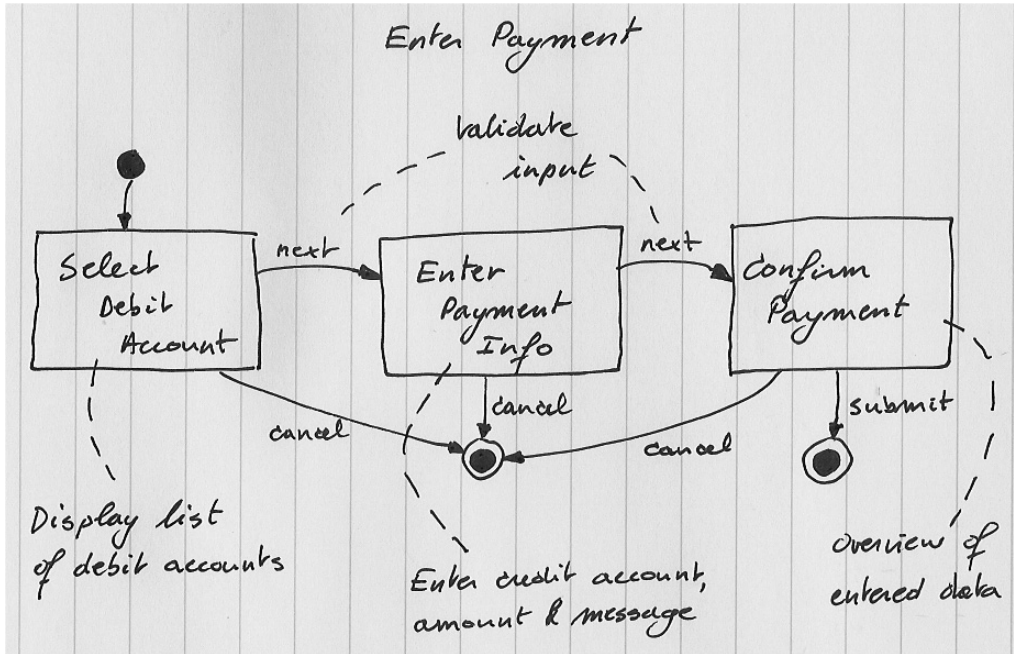 Enter Payment
Validate
input
Select
Debit
Account
next
Enter
Payment
Info
next
Confirm
Payment
cancel
cancel
cancel
submit
Display list
of debit accounts
Enter credit account,
amount & message
overview of
entered data